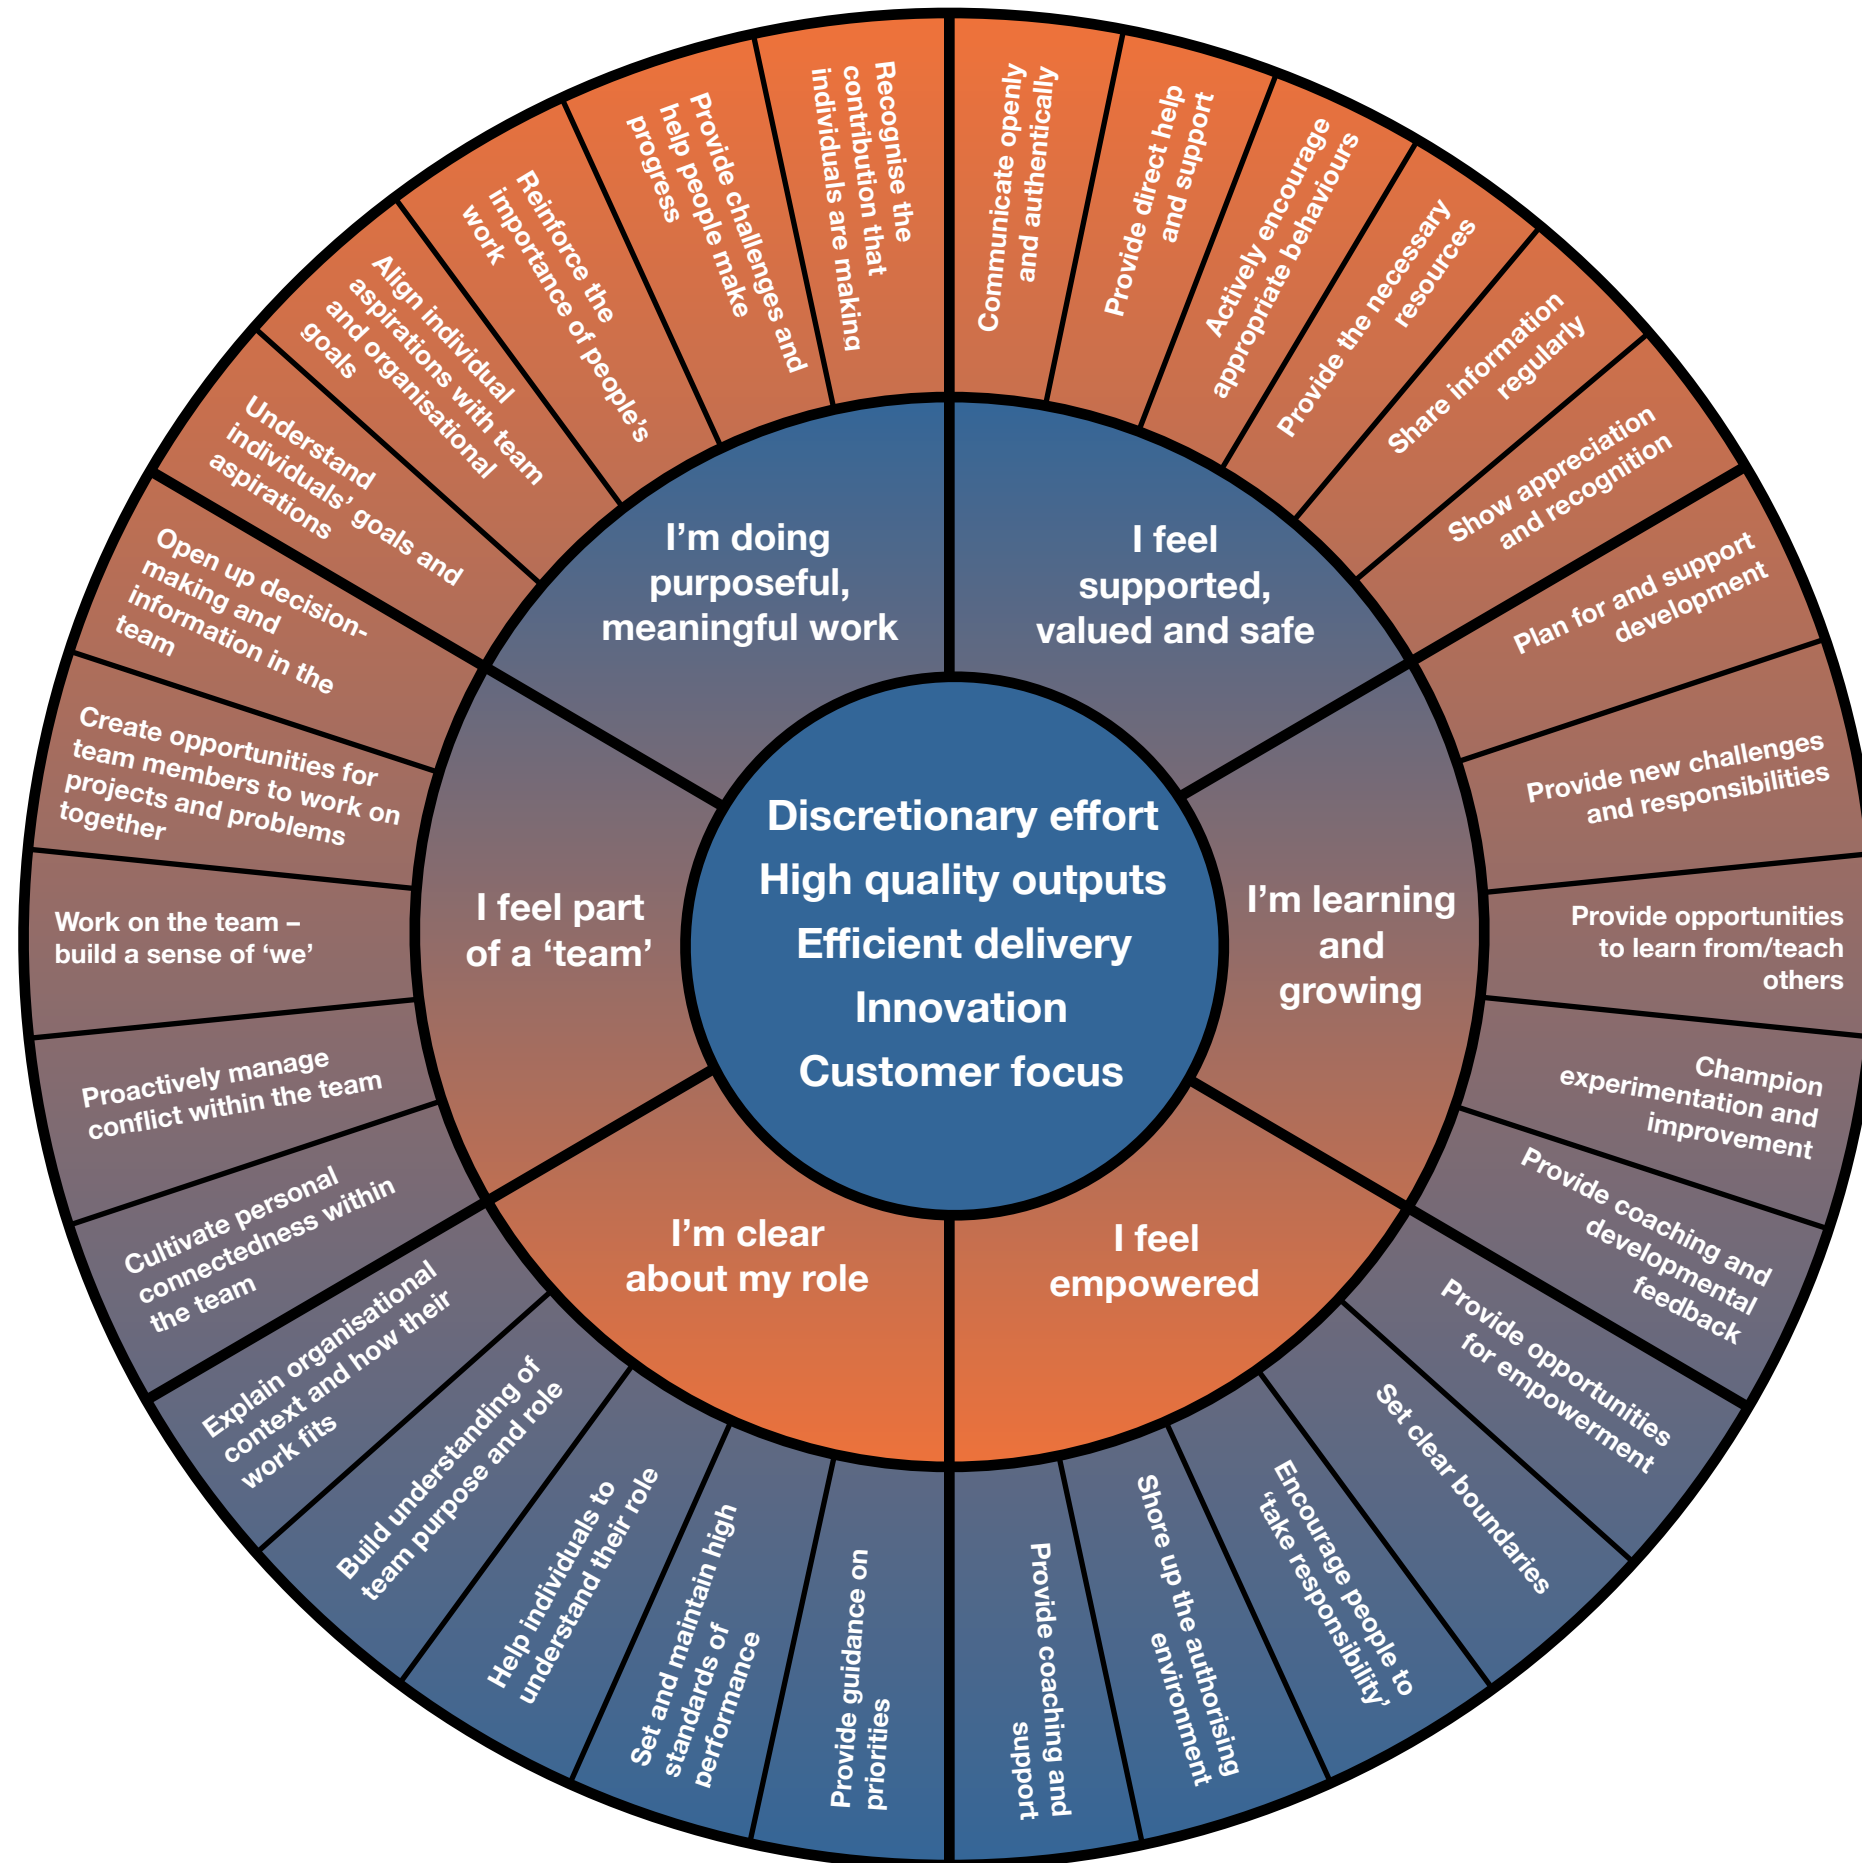 Discretionary effort
High quality outputs
Efficient delivery
Innovation
Customer focus
I feel
supported,
valued and safe
Communicate openly
and authentically
Provide direct help
and support
Actively encourage
appropriate behaviours
Provide the necessary
resources
Share information
regularly
Show appreciation
and recognition
I'm learning
and
growing
Plan for and support
development
Provide new challenges
and responsibilities
Provide opportunities
to learn from/teach
others
Champion
experimentation and
improvement
Provide coaching and
developmental
feedback
I feel
empowered
Provide opportunities
for empowerment
Set clear boundaries
Encourage people to
‘take responsibility’
Shore up the authorising
environment
Provide coaching and
support
I’m clear
about my role
Provide guidance on
priorities
Set and maintain high
standards of
performance
Help individuals to
understand their role
Build understanding of
team purpose and role
Explain organisational
context and how their
work fits
I feel part
of a ‘team’
Cultivate personal
connectedness within
the team
Proactively manage
conflict within the team
Work on the team –
build a sense of ‘we’
Create opportunities for
team members to work on
projects and problems
together
Open up decision-
making and
information in the
team
I’m doing
purposeful,
meaningful work
Understand
individuals’ goals and
aspirations
Align individual
aspirations with team
and organisational
goals
Reinforce the
importance of people’s
work
Provide challenges and
help people make
progress
Recognise the
contribution that
individuals are making